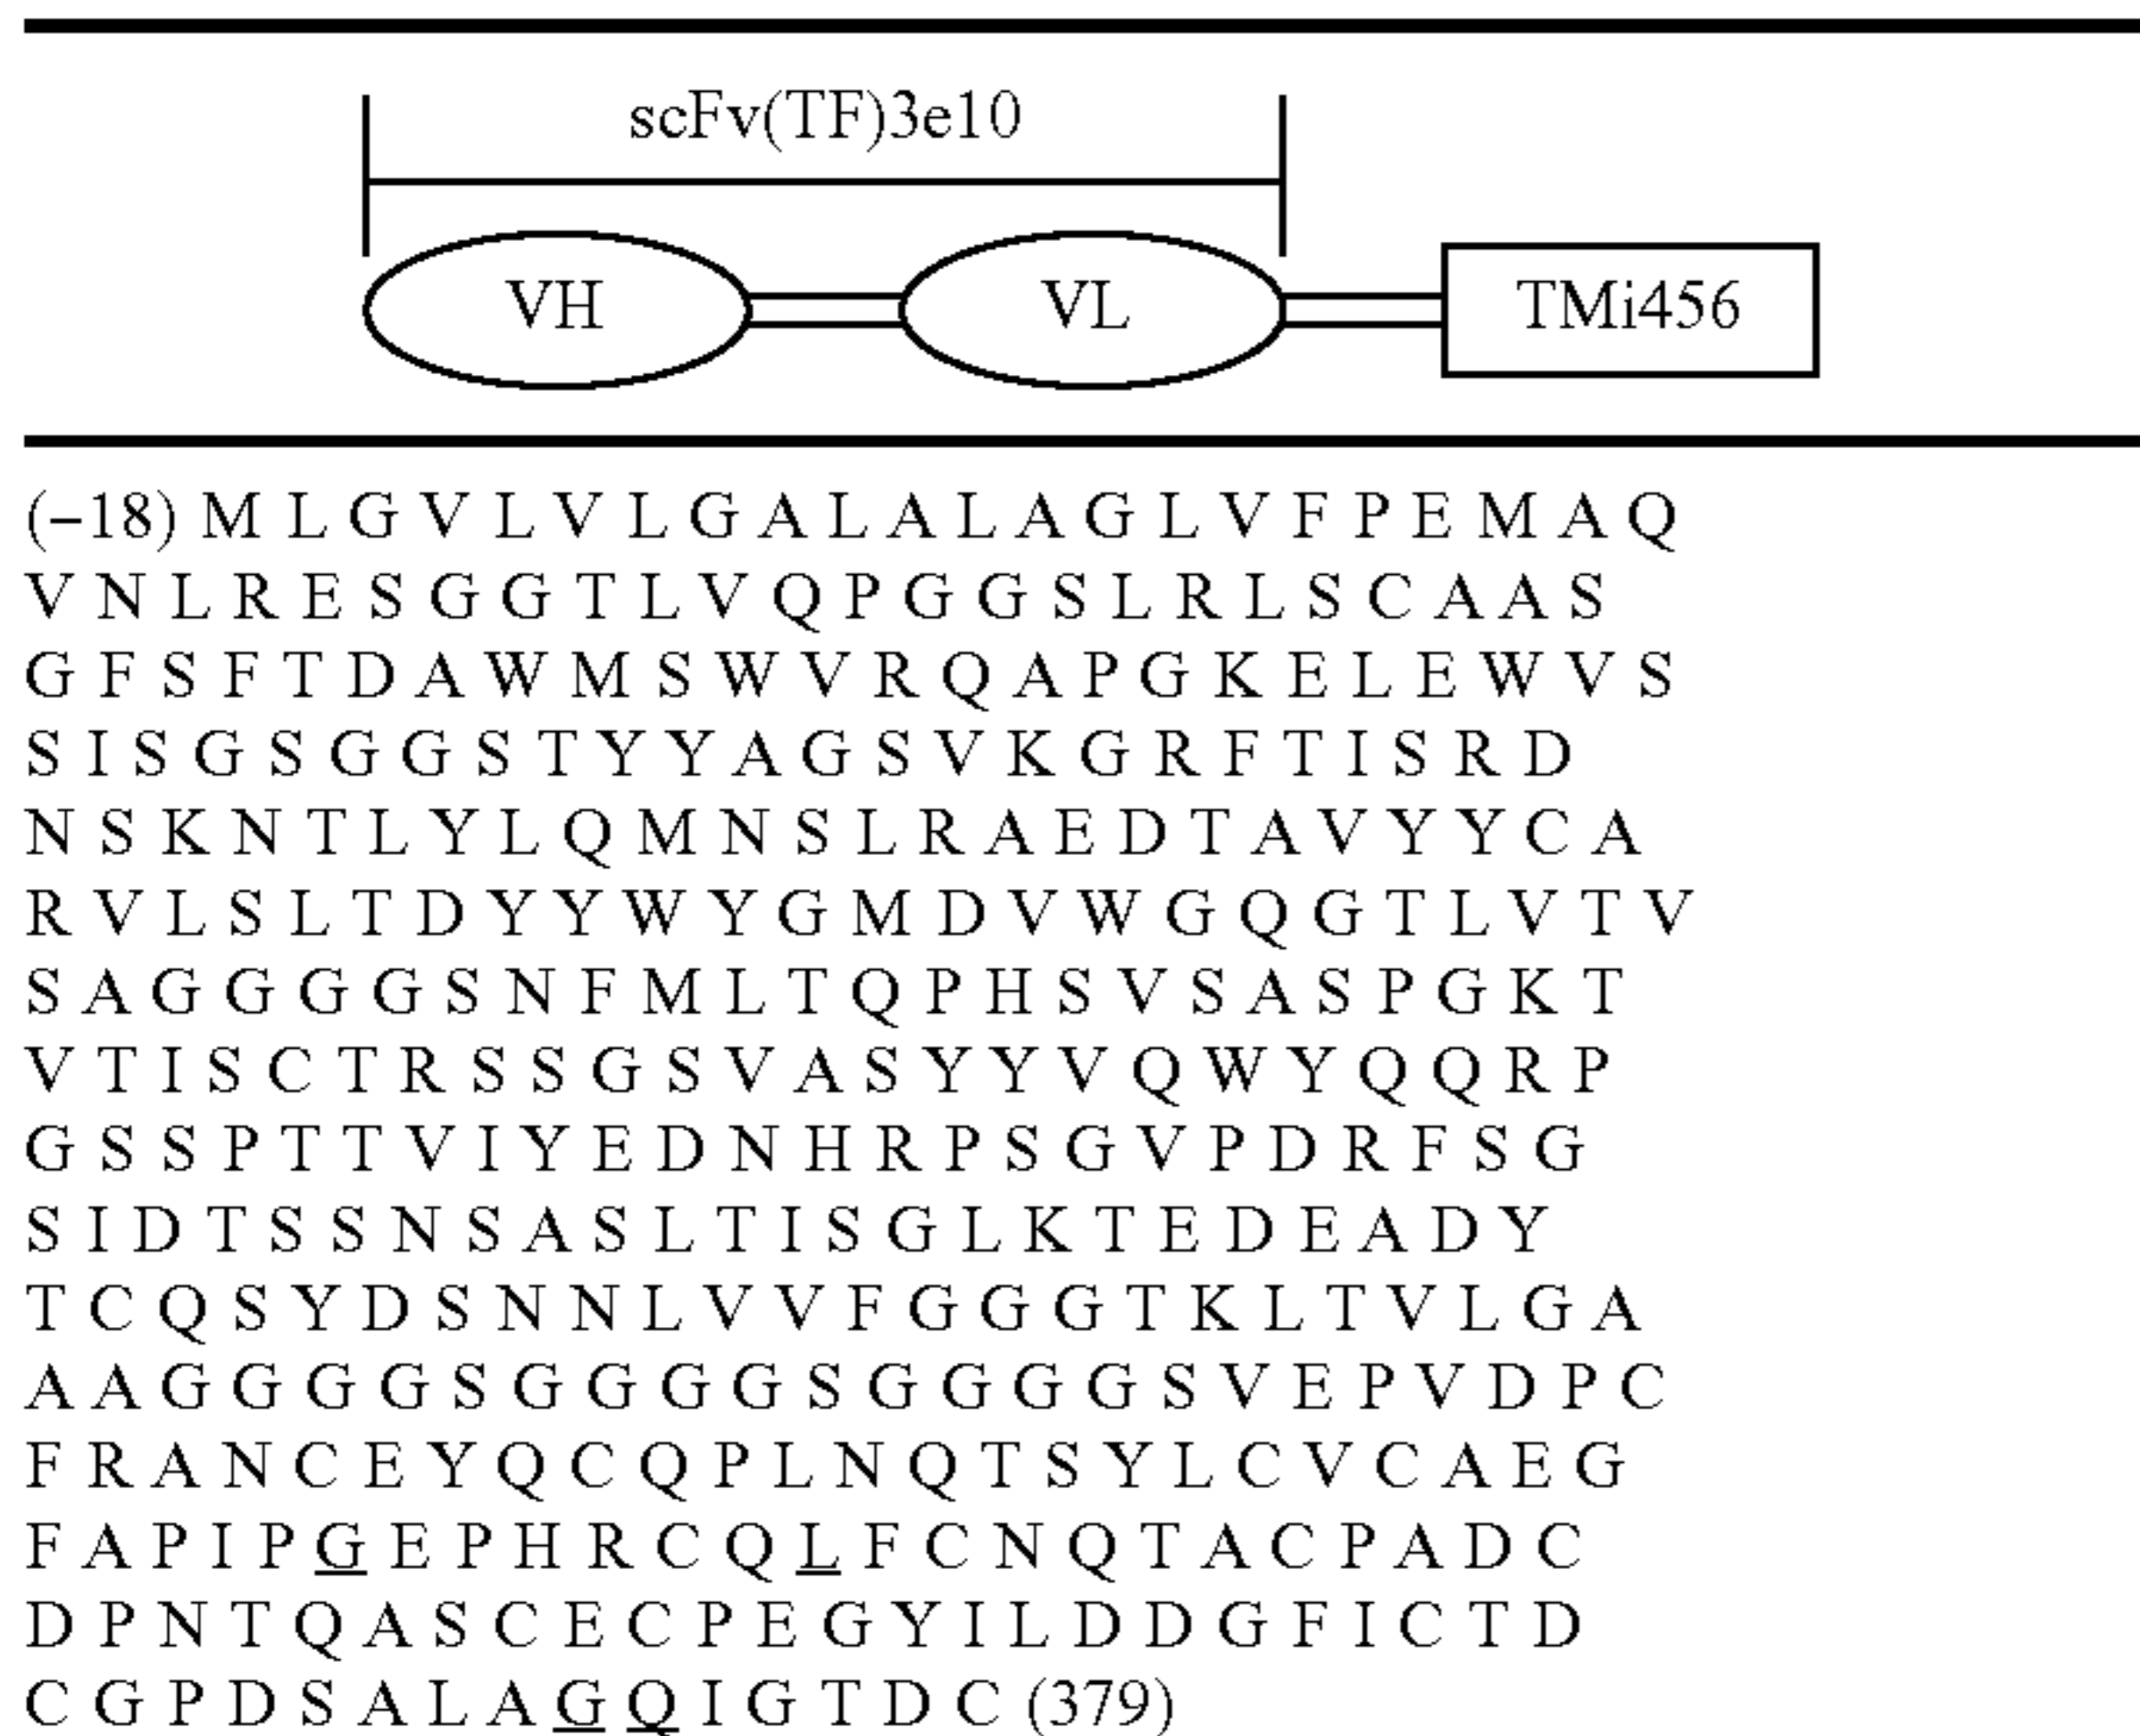 scFv(TF)3e10
VH VL TMi456
(−18) M L G V L V L G A L A L A G L V F P E M A Q
V N L R E S G G T L V Q P G G S L R L S C A A S
G F S F T D A W M S W V R Q A P G K E L E W V S
S I S G S G G S T Y Y A G S V K G R F T I S R D
N S K N T L Y L Q M N S L R A E D T A V Y Y C A
R V L S L T D Y Y W Y G M D V W G Q G T L V T V
S A G G G G S N F M L T Q P H S V S A S P G K T
V T I S C T R S S G S V A S Y Y V Q W Y Q Q R P
G S S P T T V I Y E D N H R P S G V P D R F S G
S I D T S S N S A S L T I S G L K T E D E A D Y
T C Q S Y D S N N L V V F G G G T K L T V L G A
A A G G G G S G G G G S G G G G S V E P V D P C
F R A N C E Y Q C Q P L N Q T S Y L C V C A E G
F A P I P G E P H R C Q L F C N Q T A C P A D C
D P N T Q A S C E C P E G Y I L D D G F I C T D
C G P D S A L A G Q I G T D C (379)